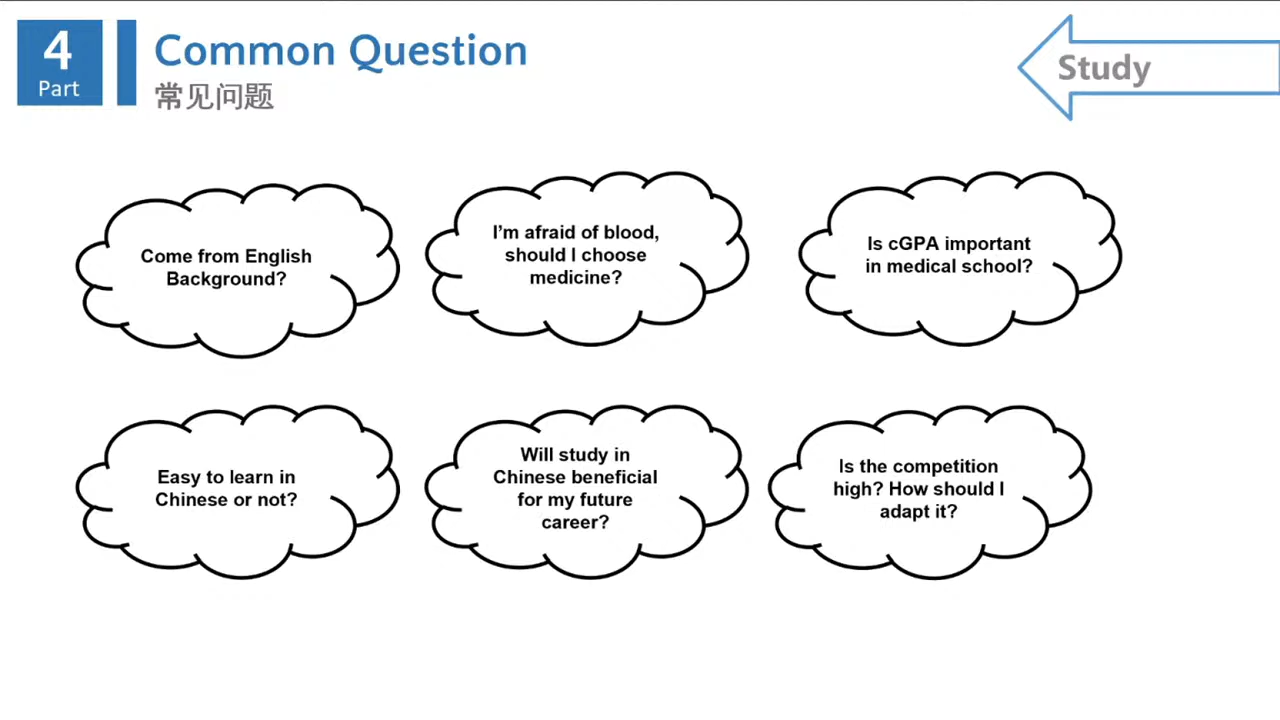 4
Part
Common Question
常见问题
Study
Come from English
Background?
I'm afraid of blood,
should I choose
medicine?
Is cGPA important
in medical school?
Easy to learn in
Chinese or not?
Will study in
Chinese beneficial
for my future
career?
Is the competition
high? How should I
adapt it?